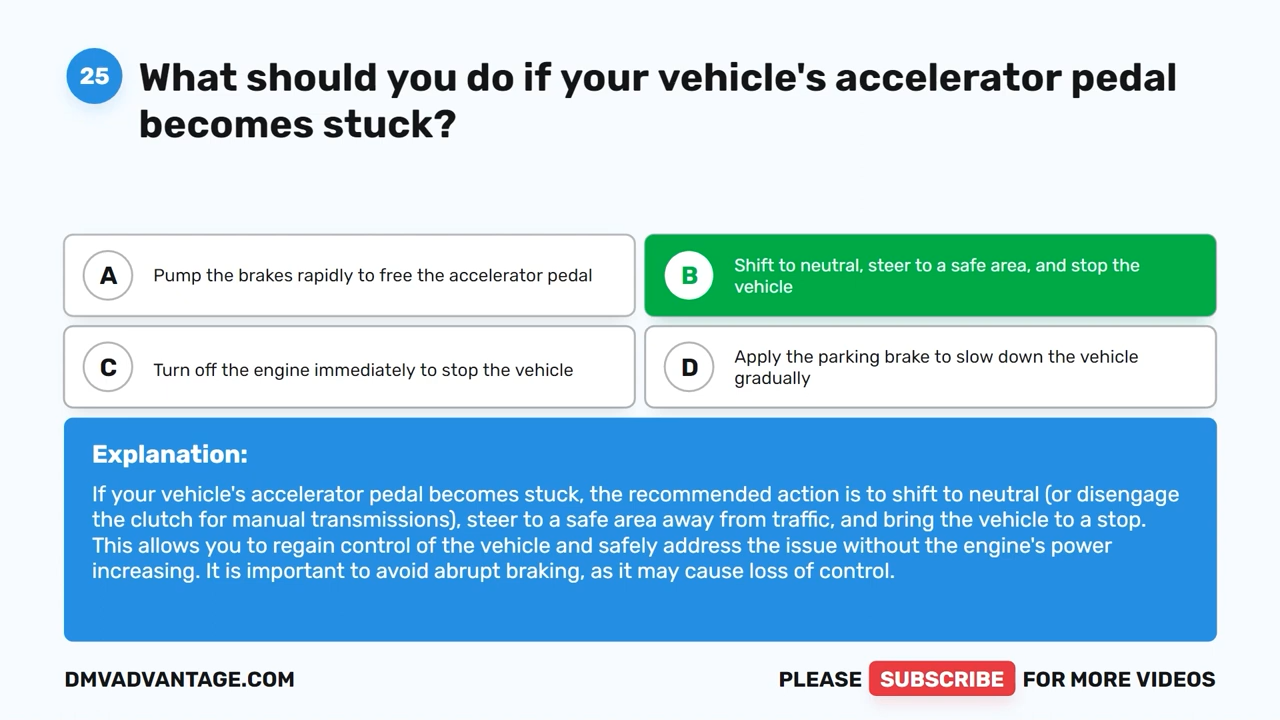 25
What should you do if your vehicle's accelerator pedal
becomes stuck?
A
Pump the brakes rapidly to free the accelerator pedal
B
Shift to neutral, steer to a safe area, and stop the
vehicle
C
Turn off the engine immediately to stop the vehicle
D
Apply the parking brake to slow down the vehicle
gradually
Explanation:
If your vehicle's accelerator pedal becomes stuck, the recommended action is to shift to neutral (or disengage
the clutch for manual transmissions), steer to a safe area away from traffic, and bring the vehicle to a stop.
This allows you to regain control of the vehicle and safely address the issue without the engine's power
increasing. It is important to avoid abrupt braking, as it may cause loss of control.
DMVADVANTAGE.COM
PLEASE SUBSCRIBE FOR MORE VIDEOS